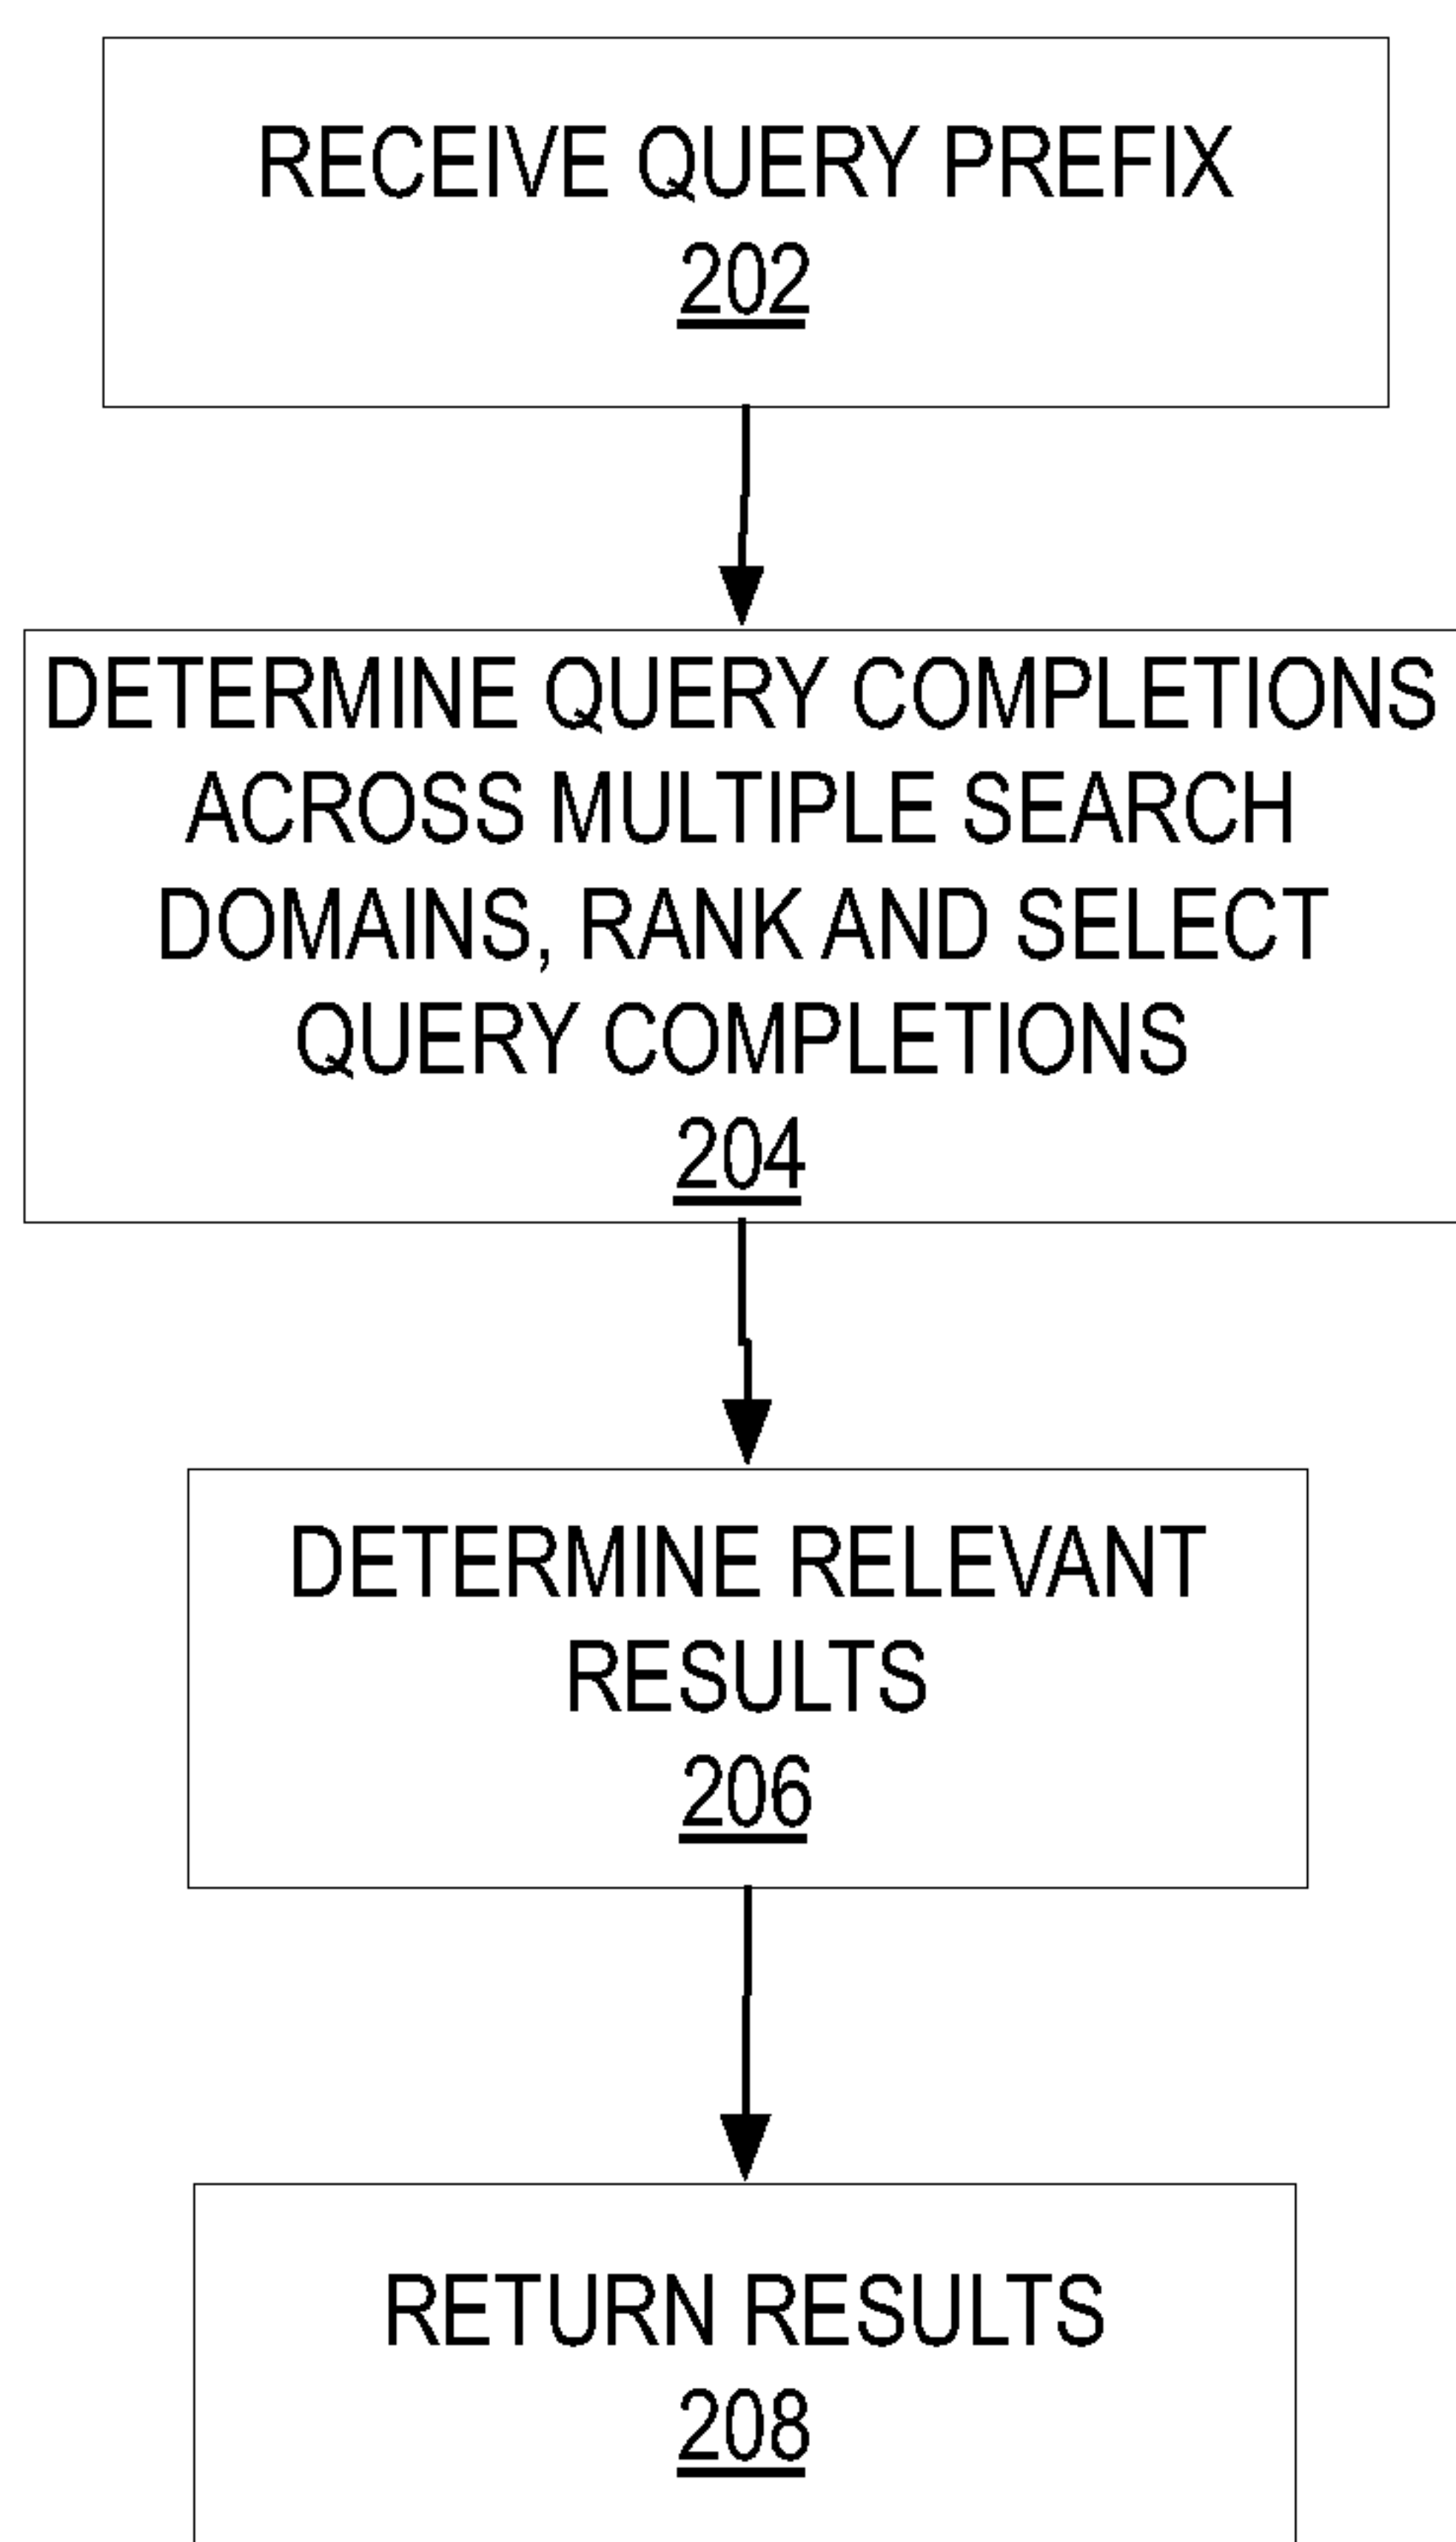 RECEIVE QUERY PREFIX
202
DETERMINE QUERY COMPLETIONS
ACROSS MULTIPLE SEARCH
DOMAINS, RANK AND SELECT
QUERY COMPLETIONS
204
DETERMINE RELEVANT
RESULTS
206
RETURN RESULTS
208